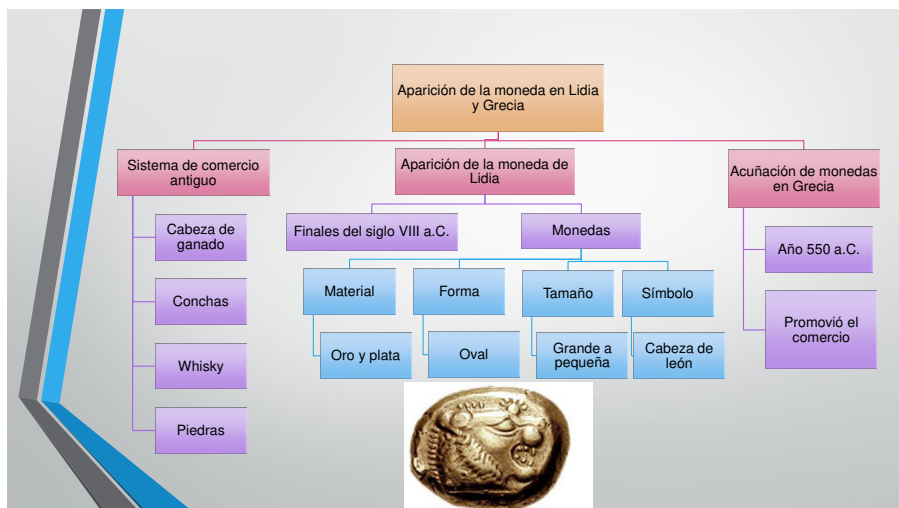 Aparición de la moneda en Lidia
y Grecia
Sistema de comercio
antiguo
Cabeza de
ganado
Conchas
Whisky
Piedras
Aparición de la moneda de
Lidia
Finales del siglo VIII a.C.
Monedas
Material
Oro y plata
Forma
Oval
Tamaño
Grande a
pequeña
Símbolo
Cabeza de
león
Acuñación de monedas
en Grecia
Año 550 a.C.
Promovió el
comercio